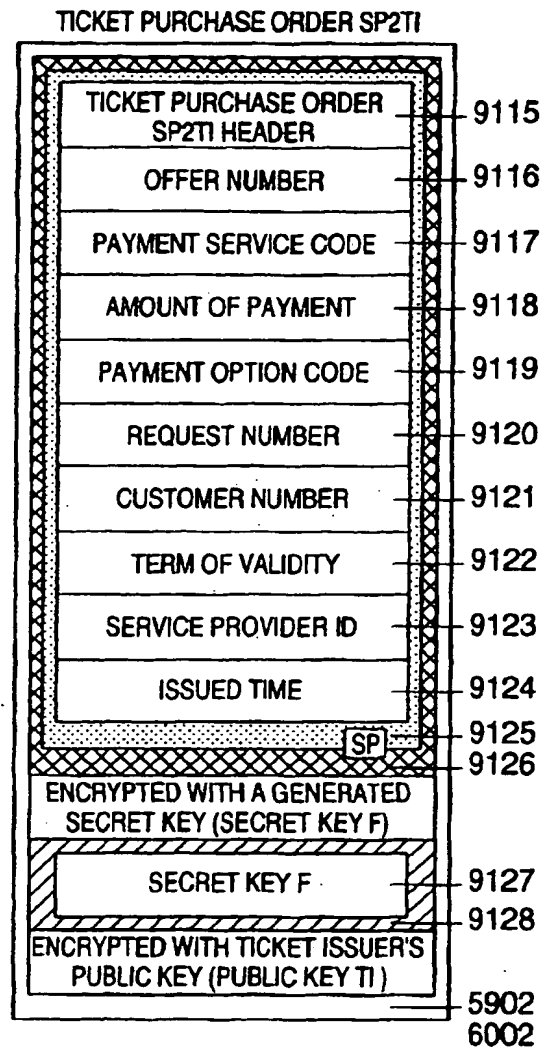 TICKET PURCHASE ORDER SP2TI
TICKET PURCHASE ORDER
SP2TI HEADER
9115
OFFER NUMBER
9116
PAYMENT SERVICE CODE
9117
AMOUNT OF PAYMENT
9118
PAYMENT OPTION CODE
9119
REQUEST NUMBER
9120
CUSTOMER NUMBER
9121
TERM OF VALIDITY
9122
SERVICE PROVIDER ID
9123
ISSUED TIME
9124
SP
9125
9126
ENCRYPTED WITH A GENERATED
SECRET KEY (SECRET KEY F)
SECRET KEY F
9127
9128
ENCRYPTED WITH TICKET ISSUER'S
PUBLIC KEY (PUBLIC KEY TI )
5902
6002